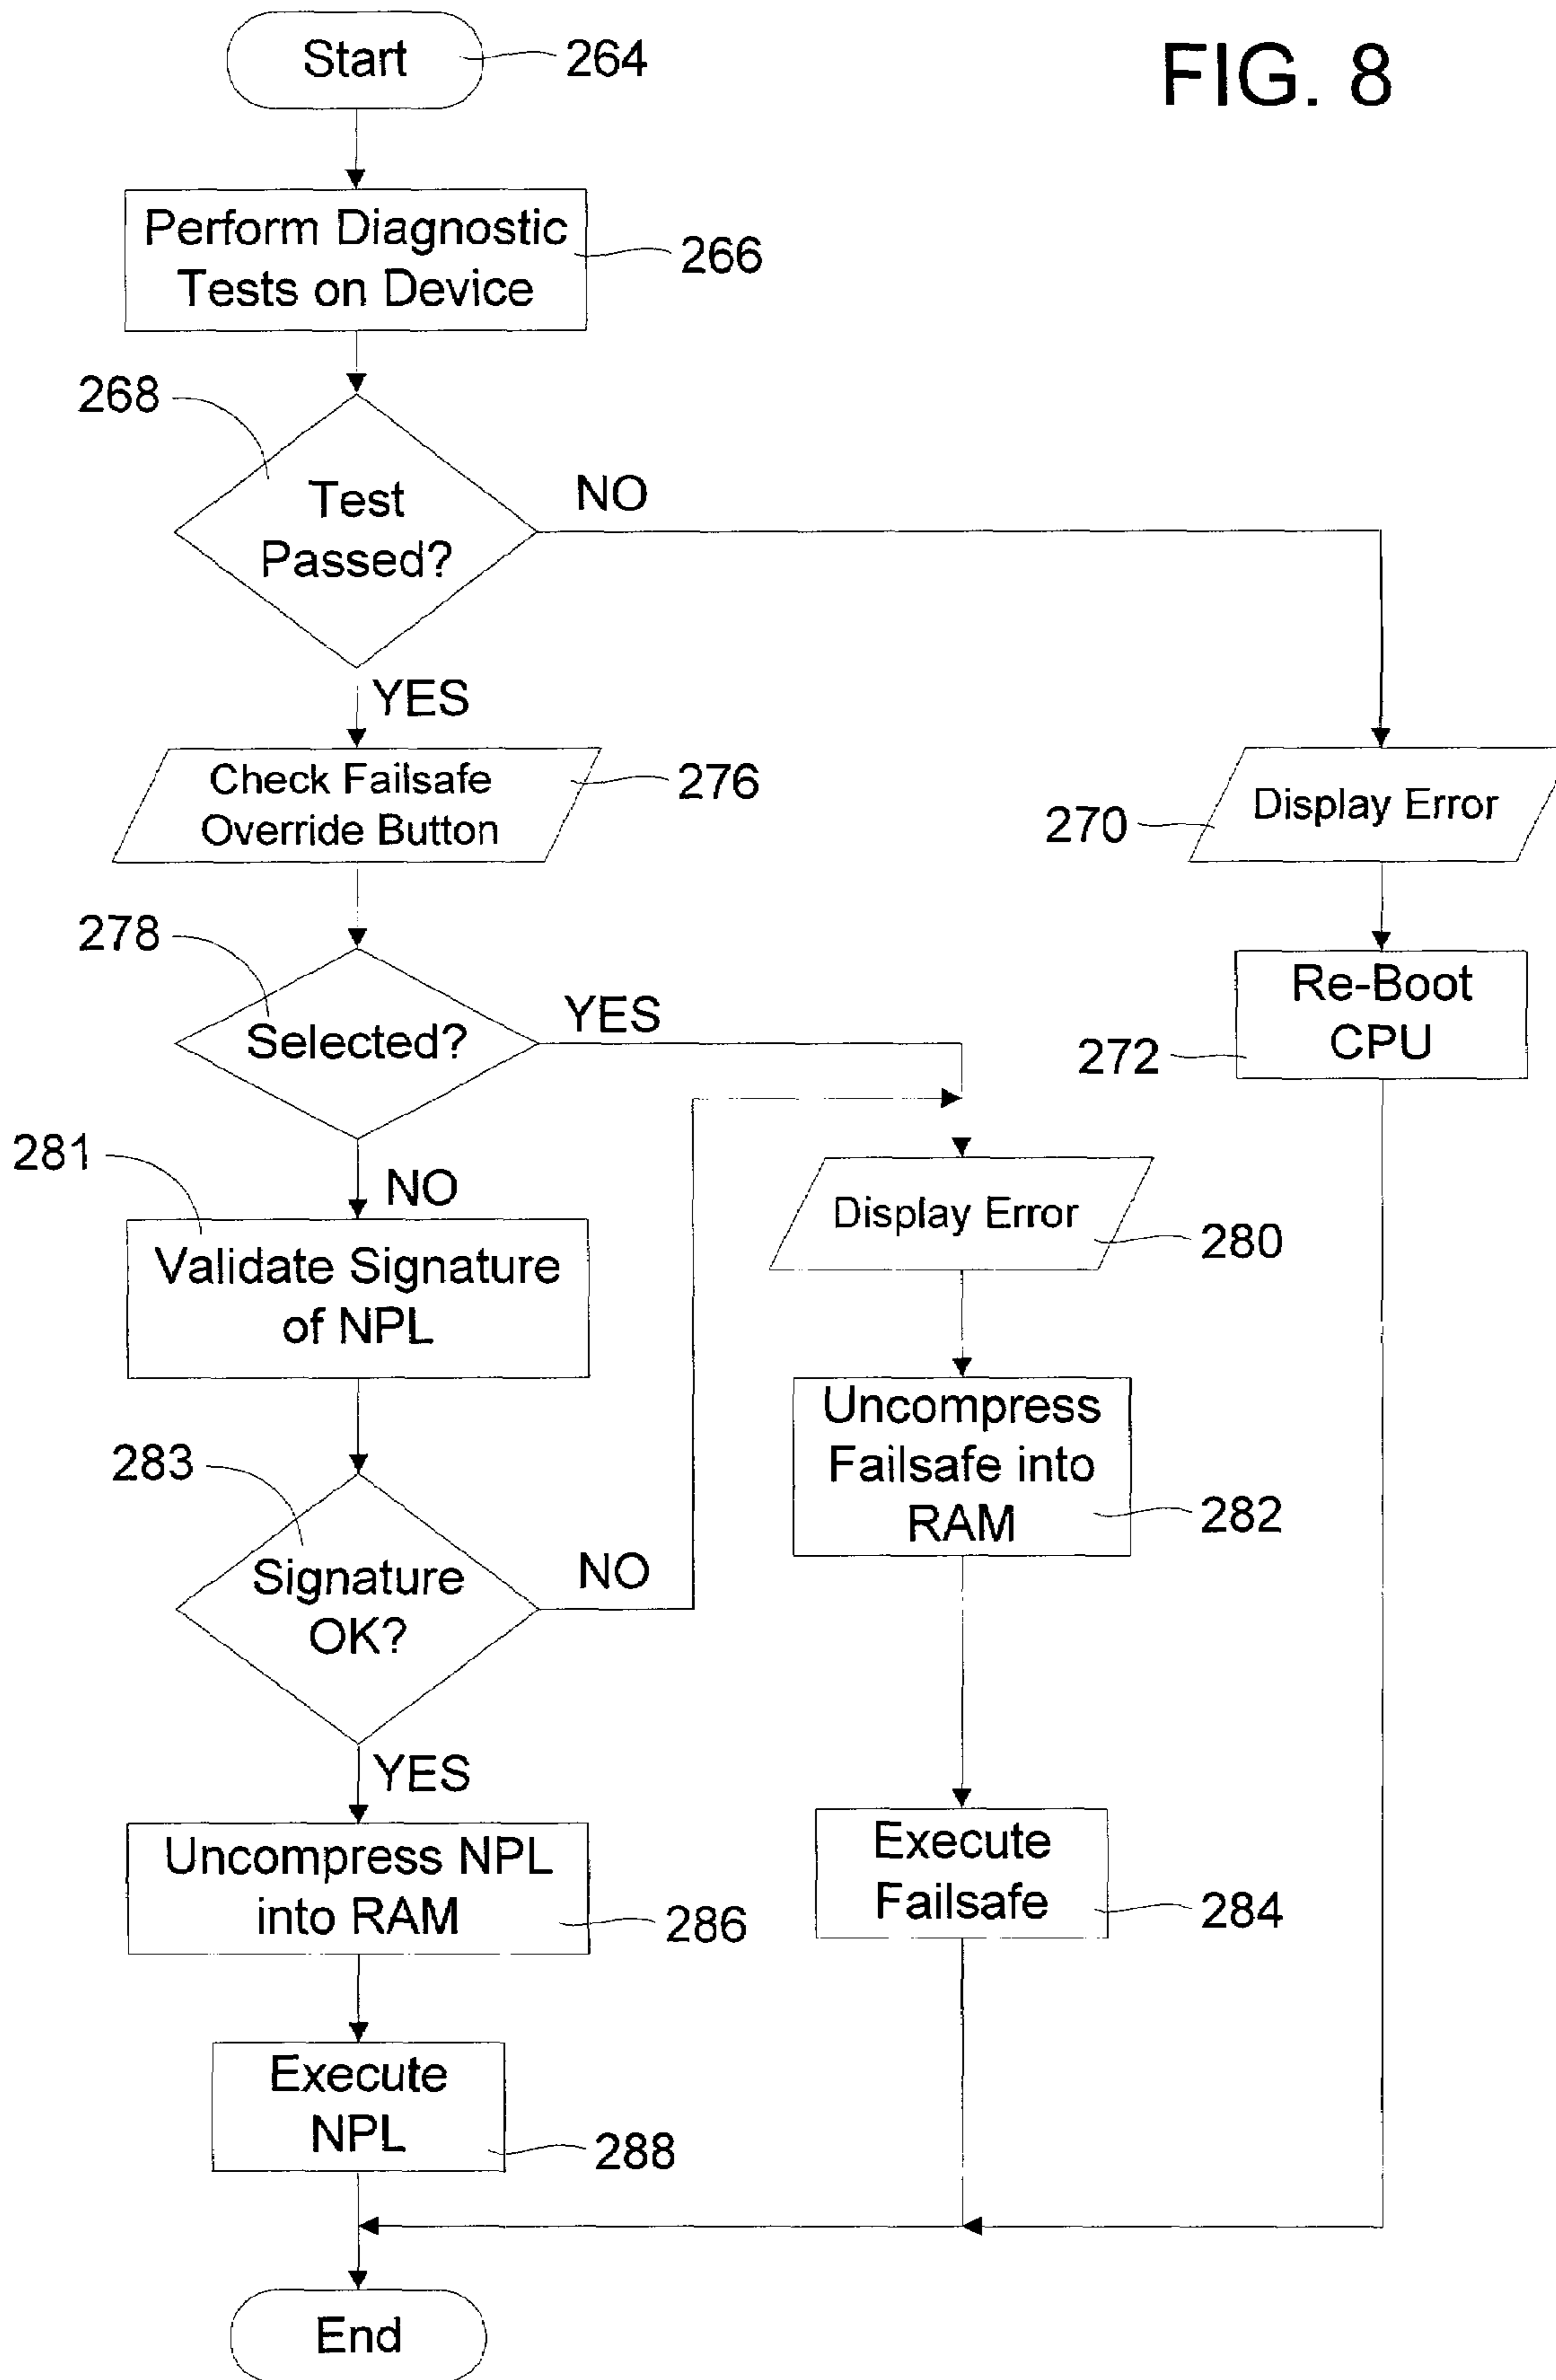 FIG. 8
Start
264
Perform Diagnostic
Tests on Device
266
268
Test
Passed?
NO
YES
Check Failsafe
Override Button
276
270
Display Error
278
Selected?
YES
Re-Boot
CPU
272
281
NO
Display Error
280
Validate Signature
of NPL
283
Signature
OK?
NO
Uncompress
Failsafe into
RAM
282
YES
Uncompress NPL
into RAM
286
Execute
Failsafe
284
Execute
NPL
288
End